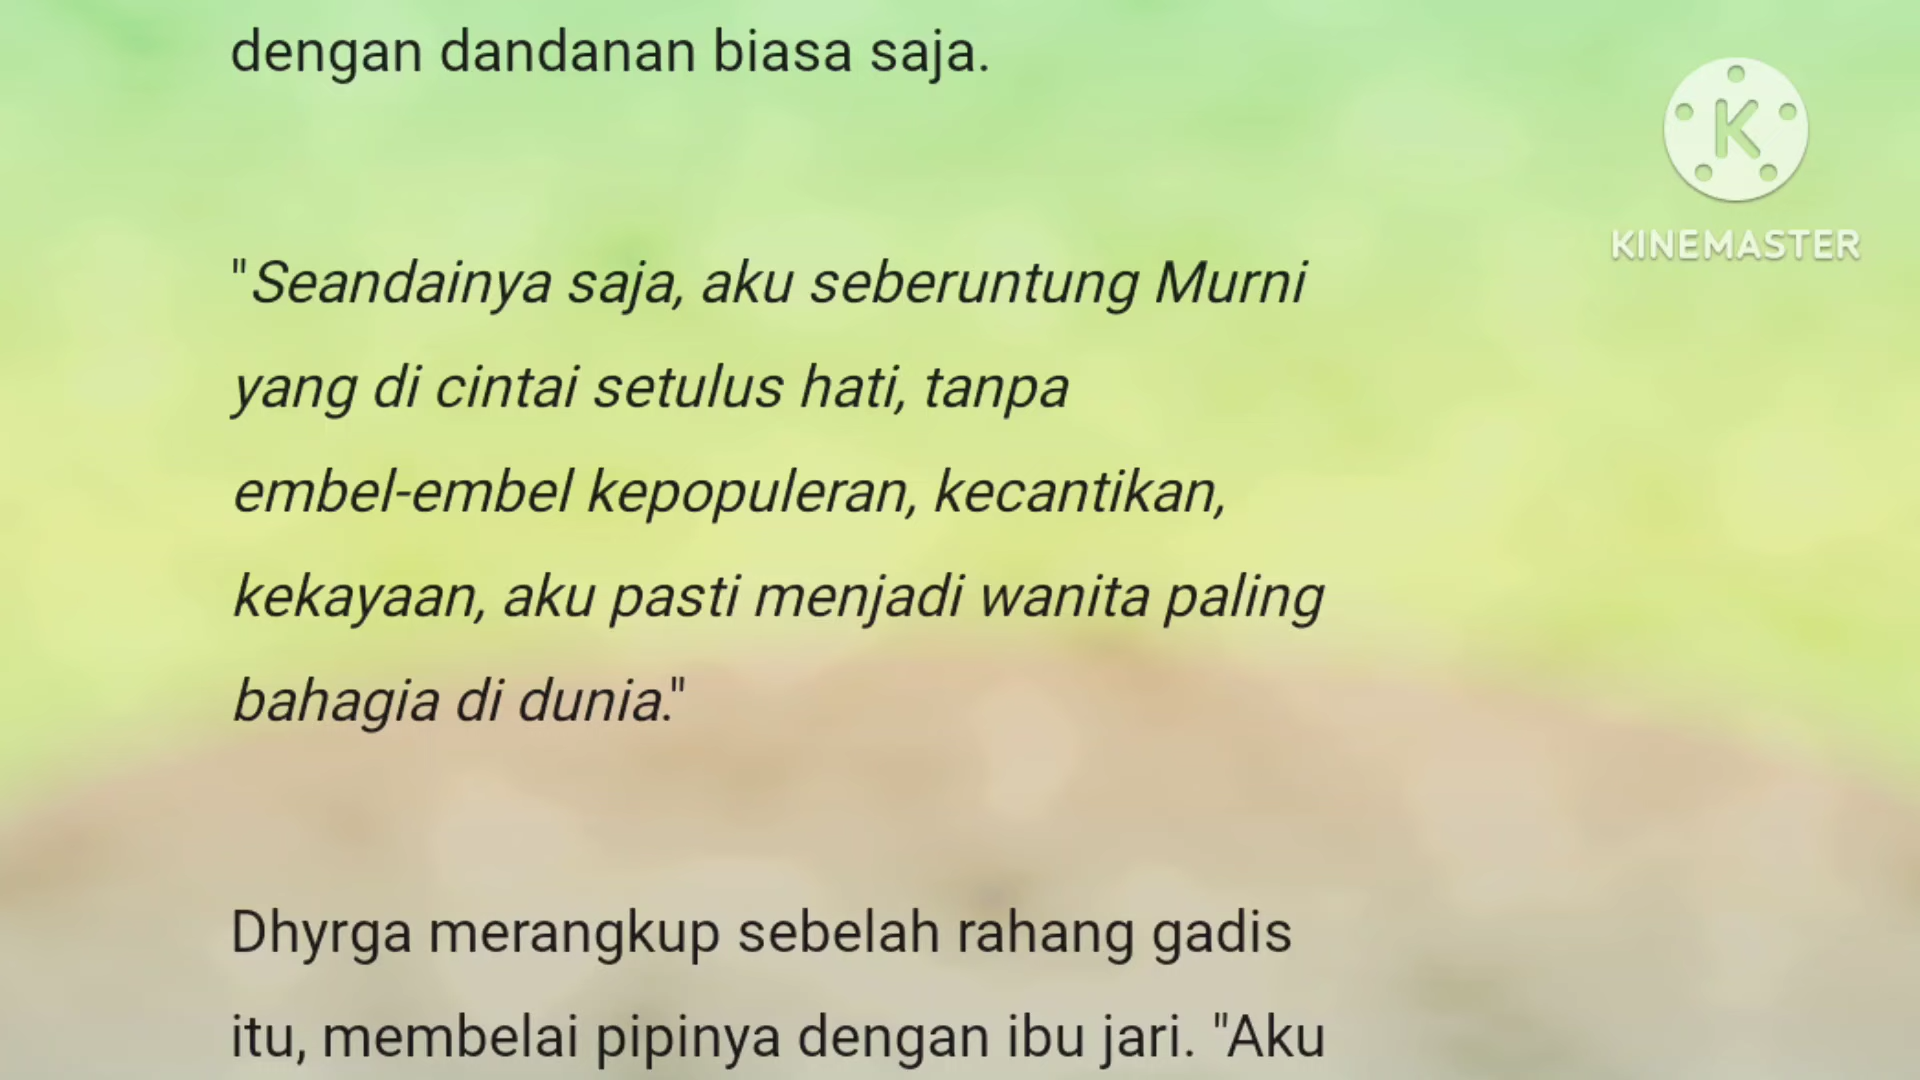 dengan dandanan biasa saja.
"Seandainya saja, aku seberuntung Murni
yang di cintai setulus hati, tanpa
embel-embel kepopuleran, kecantikan,
kekayaan, aku pasti menjadi wanita paling
bahagia di dunia."
Dhyrga merangkup sebelah rahang gadis
itu, membelai pipinya dengan ibu jari. "Aku
K
KINEMASTER